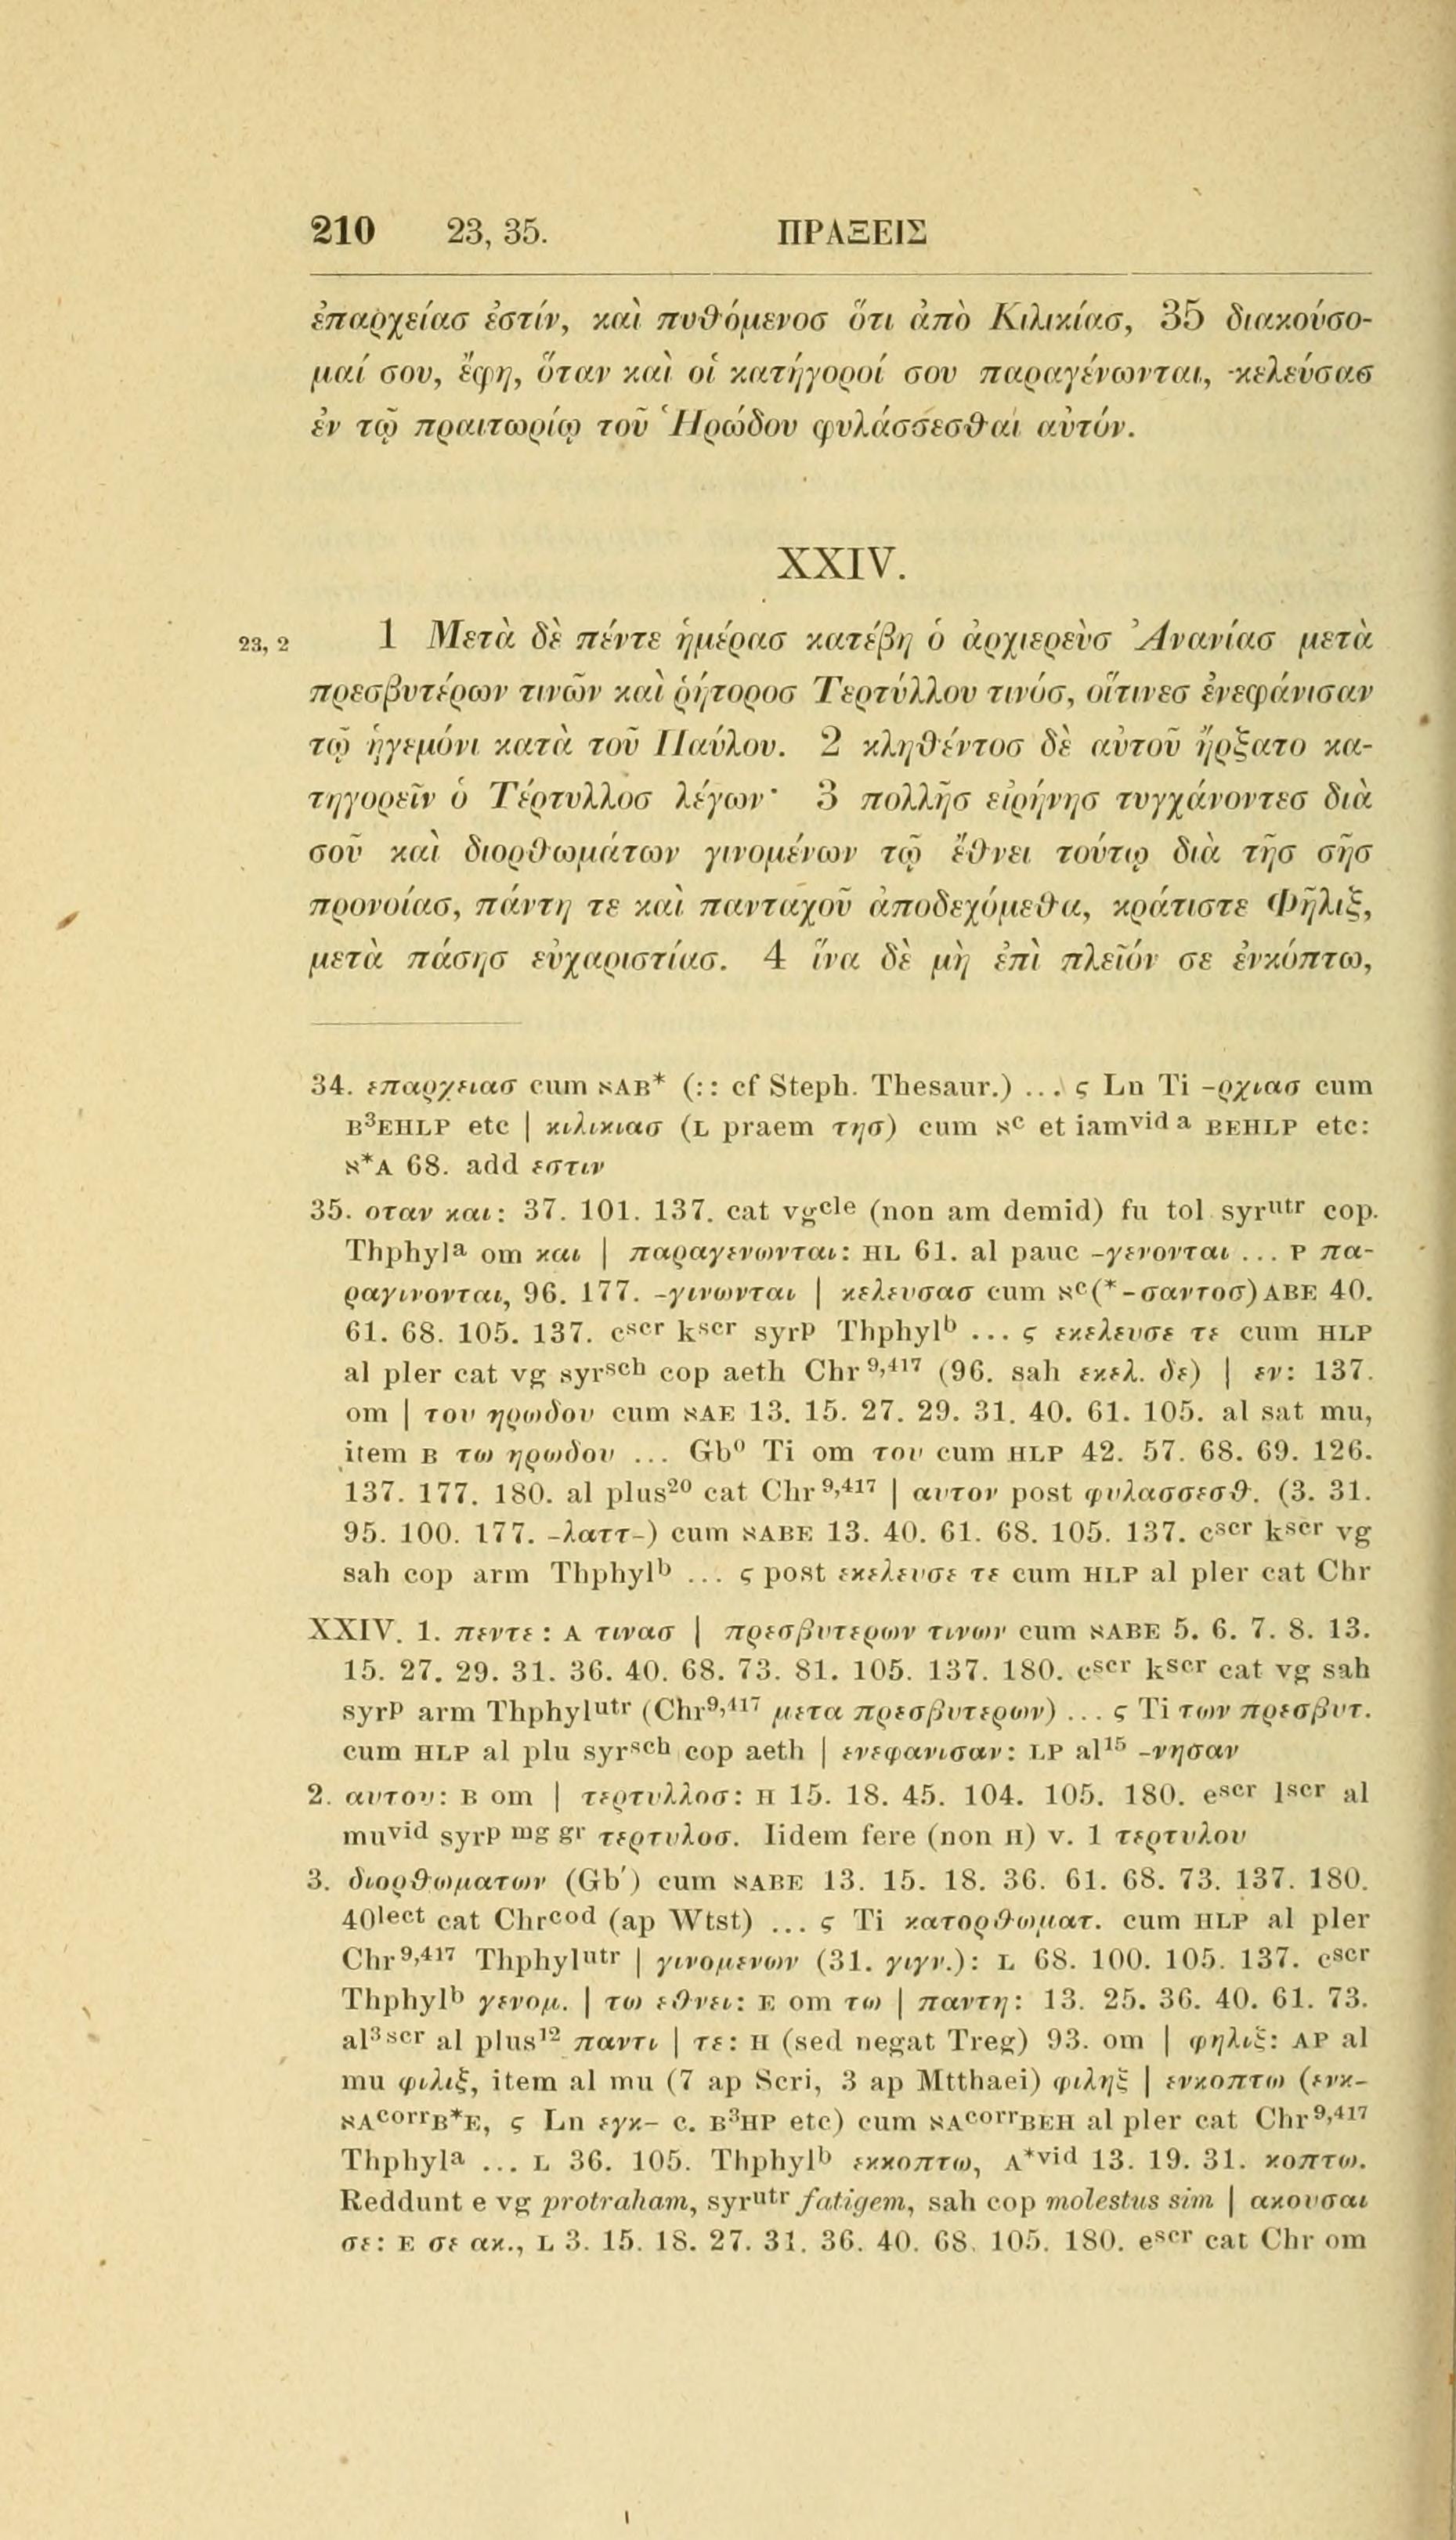 210 23, 35. ΠΡΑΞΕΙΣ
ἐπαρχείασ ἐστίν, καὶ πυθόμενοσ ὅτι ἀπὸ Κιλικίασ, 35 διακούσο-
μαί σου, ἔφη, ὅταν καὶ οἱ κατήγοροί σου παραγένωνται, κελεύσασ
ἐν τῷ πραιτωρίῳ τοῦ Ἡρώδου φυλάσσεσθαι αὐτόν.
XXIV.
23, 2 1 Μετὰ δὲ πέντε ἡμέρασ κατέβη ὁ ἀρχιερεὺσ Ἀνανίασ μετὰ
πρεσβυτέρων τινῶν καὶ ῥήτοροσ Τερτύλλου τινόσ, οἵτινεσ ἐνεφάνισαν
τῷ ἡγεμόνι κατὰ τοῦ Παύλου. 2 κληθέντοσ δὲ αὐτοῦ ἤρξατο κα-
τηγορεῖν ὁ Τέρτυλλοσ λέγων· 3 πολλῆσ εἰρήνησ τυγχάνοντεσ διὰ
σοῦ καὶ διορθωμάτων γινομένων τῷ ἔθνει τούτῳ διὰ τῆσ σῆσ
προνοίασ, πάντη τε καὶ πανταχοῦ ἀποδεχόμεθα, κράτιστε Φῆλιξ,
μετὰ πάσησ εὐχαριστίασ. 4 ἵνα δὲ μὴ ἐπὶ πλεῖόν σε ἐνκόπτω,
34. επαρχειασ cum ℵAB* (:: cf Steph. Thesaur.) ... ς Ln Ti -ρχιασ cum
B³EHLP etc | κιλικιασ (L praem τησ) cum ℵᶜ et iamᵛⁱᵈ ᵃ BEHLP etc:
ℵ*A 68. add εστιν
35. οταν και: 37. 101. 137. cat vgᶜˡᵉ (non am demid) fu tol syrᵘᵗʳ cop.
Thphylᵃ om και | παραγενωνται: HL 61. al pauc -γενονται ... P πα-
ραγινονται, 96. 177. -γινωνται | κελευσασ cum ℵᶜ(*-σαντοσ)ABE 40.
61. 68. 105. 137. cˢᶜʳ kˢᶜʳ syrᵖ Thphylᵇ ... ς εκελευσε τε cum HLP
al pler cat vg syrˢᶜʰ cop aeth Chr⁹,⁴¹⁷ (96. sah εκελ. δε) | εν: 137.
om | του ηρωδου cum ℵAE 13. 15. 27. 29. 31. 40. 61. 105. al sat mu,
item B τω ηρωδου ... Gb⁰ Ti om του cum HLP 42. 57. 68. 69. 126.
137. 177. 180. al plus²⁰ cat Chr⁹,⁴¹⁷ | αυτον post φυλασσεσθ. (3. 31.
95. 100. 177. -λαττ-) cum ℵABE 13. 40. 61. 68. 105. 137. cˢᶜʳ kˢᶜʳ vg
sah cop arm Thphylᵇ ... ς post εκελευσε τε cum HLP al pler cat Chr
XXIV. 1. πεντε: A τινασ | πρεσβυτερων τινων cum ℵABE 5. 6. 7. 8. 13.
15. 27. 29. 31. 36. 40. 68. 73. 81. 105. 137. 180. cˢᶜʳ kˢᶜʳ cat vg sah
syrᵖ arm Thphylᵘᵗʳ (Chr⁹,⁴¹⁷ μετα πρεσβυτερων) ... ς Ti των πρεσβυτ.
cum HLP al plu syrˢᶜʰ cop aeth | ενεφανισαν: LP al¹⁵ -νησαν
2. αυτου: B om | τερτυλλοσ: H 15. 18. 45. 104. 105. 180. eˢᶜʳ lˢᶜʳ al
muᵛⁱᵈ syrᵖ ᵐᵍ ᵍʳ τερτυλοσ. Iidem fere (non H) v. 1 τερτυλου
3. διορθωματων (Gb′) cum ℵABE 13. 15. 18. 36. 61. 68. 73. 137. 180.
40ˡᵉᶜᵗ cat Chrᶜᵒᵈ (ap Wtst) ... ς Ti κατορθωματ. cum HLP al pler
Chr⁹,⁴¹⁷ Thphylᵘᵗʳ | γινομενων (31. γιγν.): L 68. 100. 105. 137. cˢᶜʳ
Thphylᵇ γενομ. | τω εθνει: E om τω | παντη: 13. 25. 36. 40. 61. 73.
al³ ˢᶜʳ al plus¹² παντι | τε: H (sed negat Treg) 93. om | φηλιξ: AP al
mu φιλιξ, item al mu (7 ap Scri, 3 ap Mtthaei) φιληξ | ενκοπτω (ενκ-
ℵAᶜᵒʳʳB*E, ς Ln εγκ- c. B³HP etc) cum ℵAᶜᵒʳʳBEH al pler cat Chr⁹,⁴¹⁷
Thphylᵃ ... L 36. 105. Thphylᵇ εκκοπτω, A*ᵛⁱᵈ 13. 19. 31. κοπτω.
Reddunt e vg protraham, syrᵘᵗʳ fatigem, sah cop molestus sim | ακουσαι
σε: E σε ακ., L 3. 15. 18. 27. 31. 36. 40. 68. 105. 180. eˢᶜʳ cat Chr om